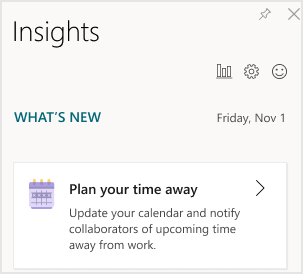 Insights
WHAT'S NEW
Friday, Nov 1
Plan your time away
Update your calendar and notify
collaborators of upcoming time
away from work.